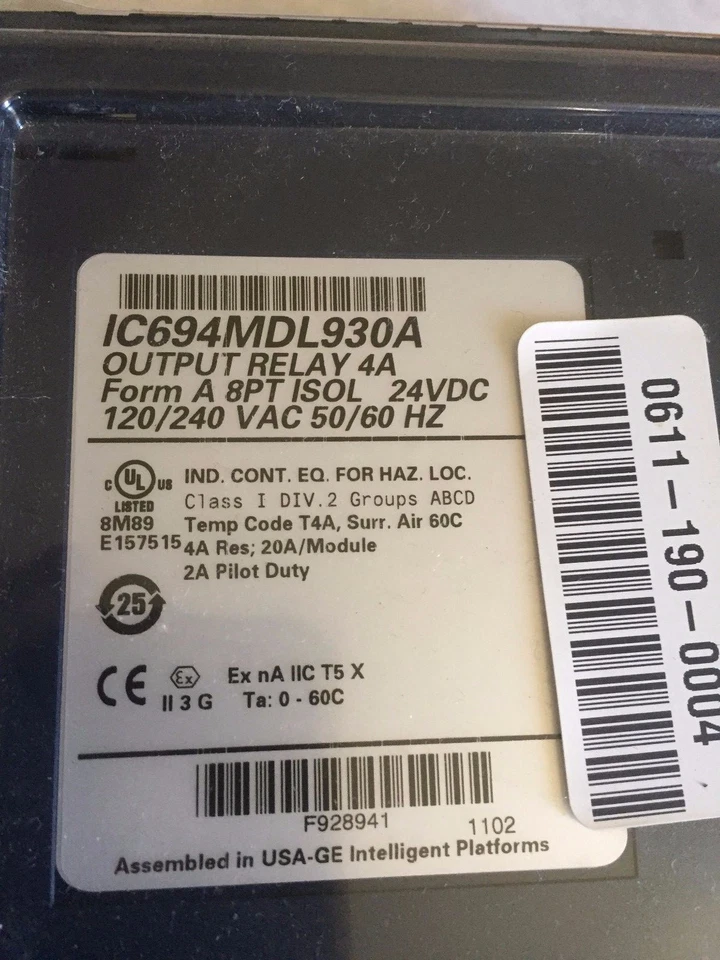 IC694MDL930A
OUTPUT RELAY 4A
Form A 8PT ISOL 24VDC
120/240 VAC 50/60 HZ
C UL US
LISTED
8M89
E157515
IND. CONT. EQ. FOR HAZ. LOC.
Class I DIV.2 Groups ABCD
Temp Code T4A, Surr. Air 60C
4A Res; 20A/Module
2A Pilot Duty
25
CE
Ex
II 3 G
Ex nA IIC T5 X
Ta: 0 - 60C
F928941 1102
Assembled in USA-GE Intelligent Platforms
0611-190-0004